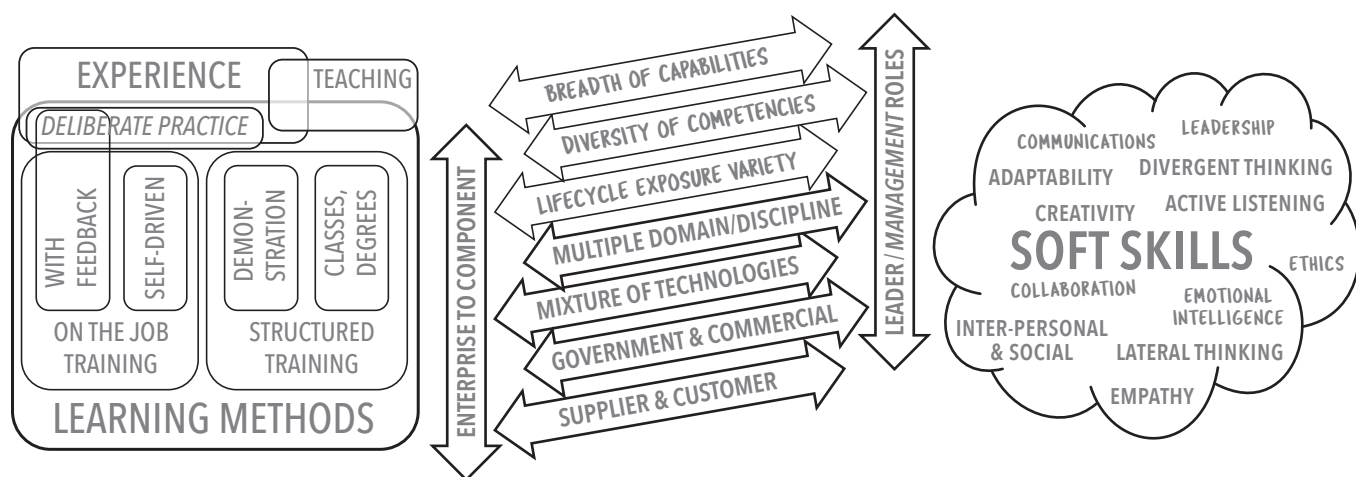 EXPERIENCE
TEACHING
DELIBERATE PRACTICE
WITH
FEEDBACK
SELF-DRIVEN
DEMON-
STRATION
CLASSES,
DEGREES
ON THE JOB
TRAINING
STRUCTURED
TRAINING
LEARNING METHODS
ENTERPRISE TO COMPONENT
BREADTH OF CAPABILITIES
DIVERSITY OF COMPETENCIES
LIFECYCLE EXPOSURE VARIETY
MULTIPLE DOMAIN/DISCIPLINE
MIXTURE OF TECHNOLOGIES
GOVERNMENT & COMMERCIAL
SUPPLIER & CUSTOMER
LEADER / MANAGEMENT ROLES
COMMUNICATIONS
LEADERSHIP
ADAPTABILITY
DIVERGENT THINKING
CREATIVITY
ACTIVE LISTENING
SOFT SKILLS
ETHICS
COLLABORATION
EMOTIONAL
INTELLIGENCE
INTER-PERSONAL
& SOCIAL
LATERAL THINKING
EMPATHY